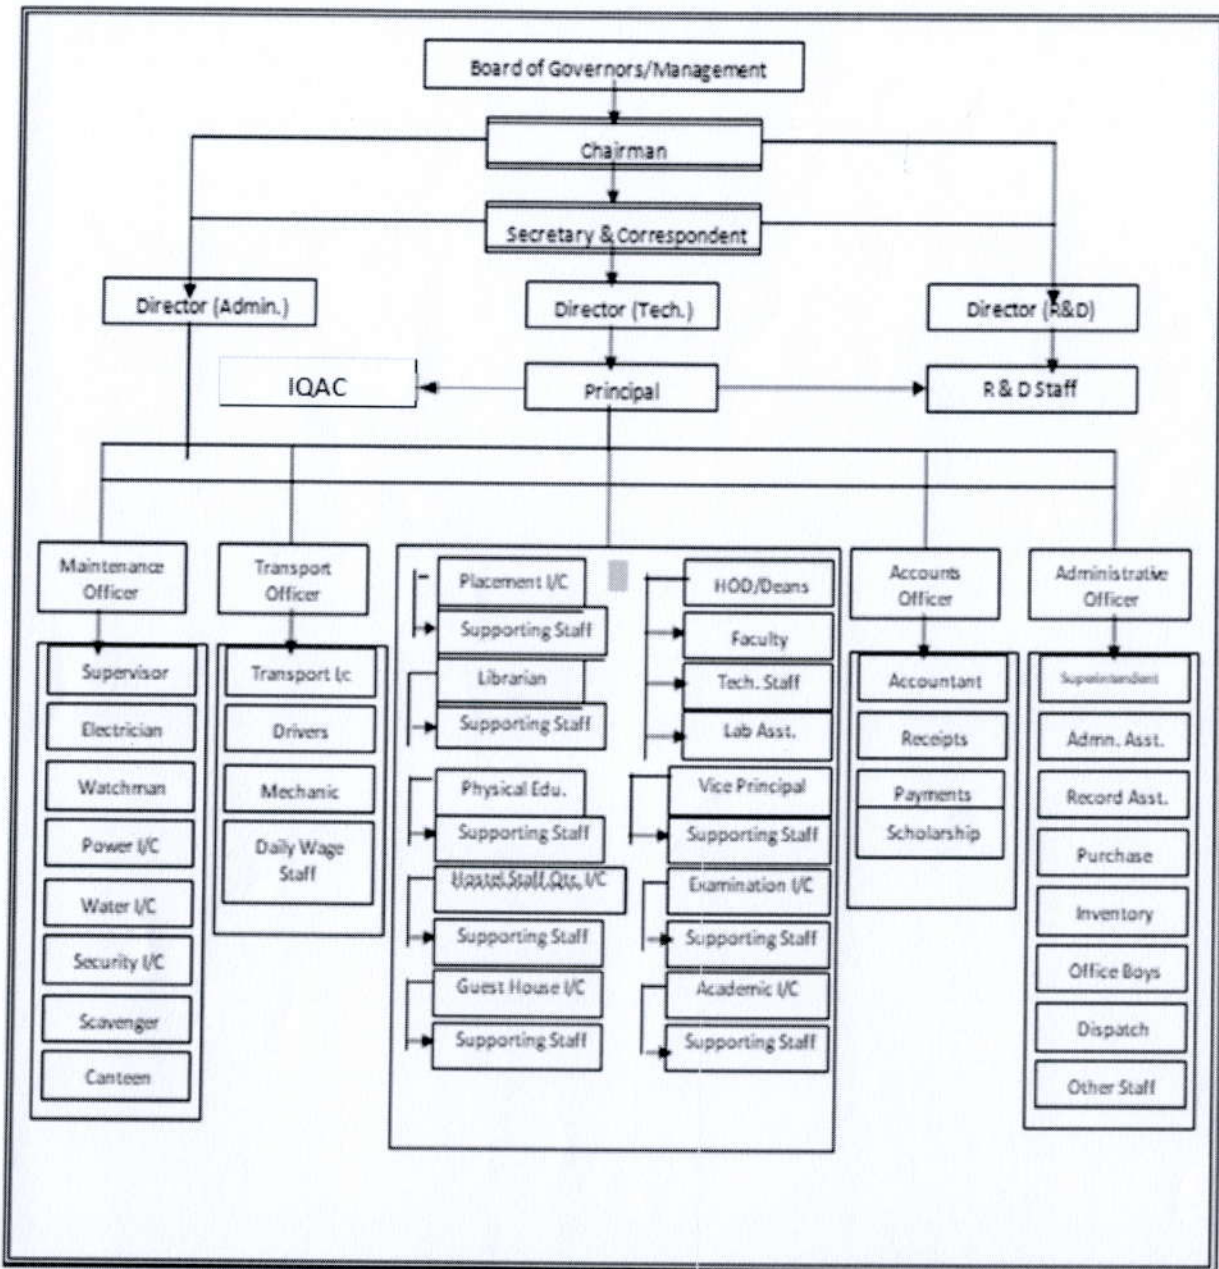 Board of Governors/Management
Chairman
Secretary & Correspondent
Director (Admin.)
Director (Tech.)
Director (R&D)
IQAC
Principal
R & D Staff
Maintenance
Officer
Supervisor
Electrician
Watchman
Power I/C
Water I/C
Security I/C
Scavenger
Canteen
Transport
Officer
Transport I/c
Drivers
Mechanic
Daily Wage
Staff
Placement I/C
Supporting Staff
Librarian
Supporting Staff
Physical Edu.
Supporting Staff
Hostel Staff Qtr. I/C
Supporting Staff
Guest House I/C
Supporting Staff
HOD/Deans
Faculty
Tech. Staff
Lab Asst.
Vice Principal
Supporting Staff
Examination I/C
Supporting Staff
Academic I/C
Supporting Staff
Accounts
Officer
Accountant
Receipts
Payments
Scholarship
Administrative
Officer
Superintendent
Admn. Asst.
Record Asst.
Purchase
Inventory
Office Boys
Dispatch
Other Staff